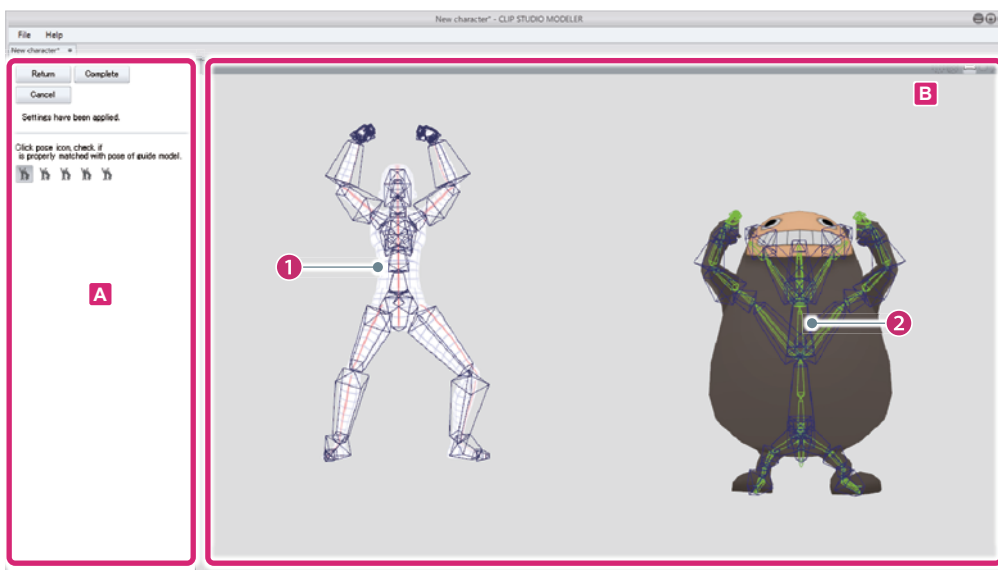 New character* - CLIP STUDIO MODELER
File Help
New character*
Return Complete
Cancel
Settings have been applied.
Click pose icon, check. if
is properly matched with pose of guide model.
A
B
1
2